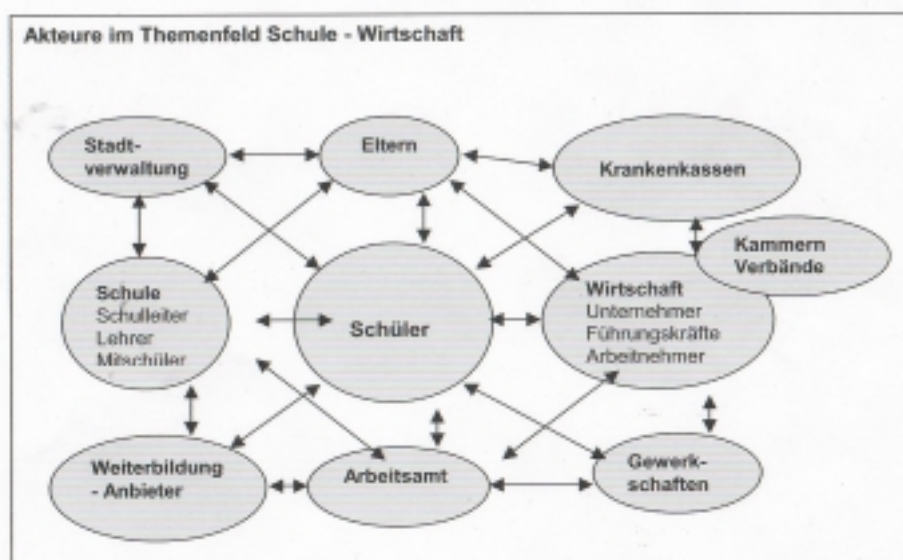 Akteure im Themenfeld Schule - Wirtschaft
Stadt-
verwaltung
Eltern
Krankenkassen
Kammern
Verbände
Schule
Schulleiter
Lehrer
Mitschüler
Schüler
Wirtschaft
Unternehmer
Führungskräfte
Arbeitnehmer
Weiterbildung
- Anbieter
Arbeitsamt
Gewerk-
schaften